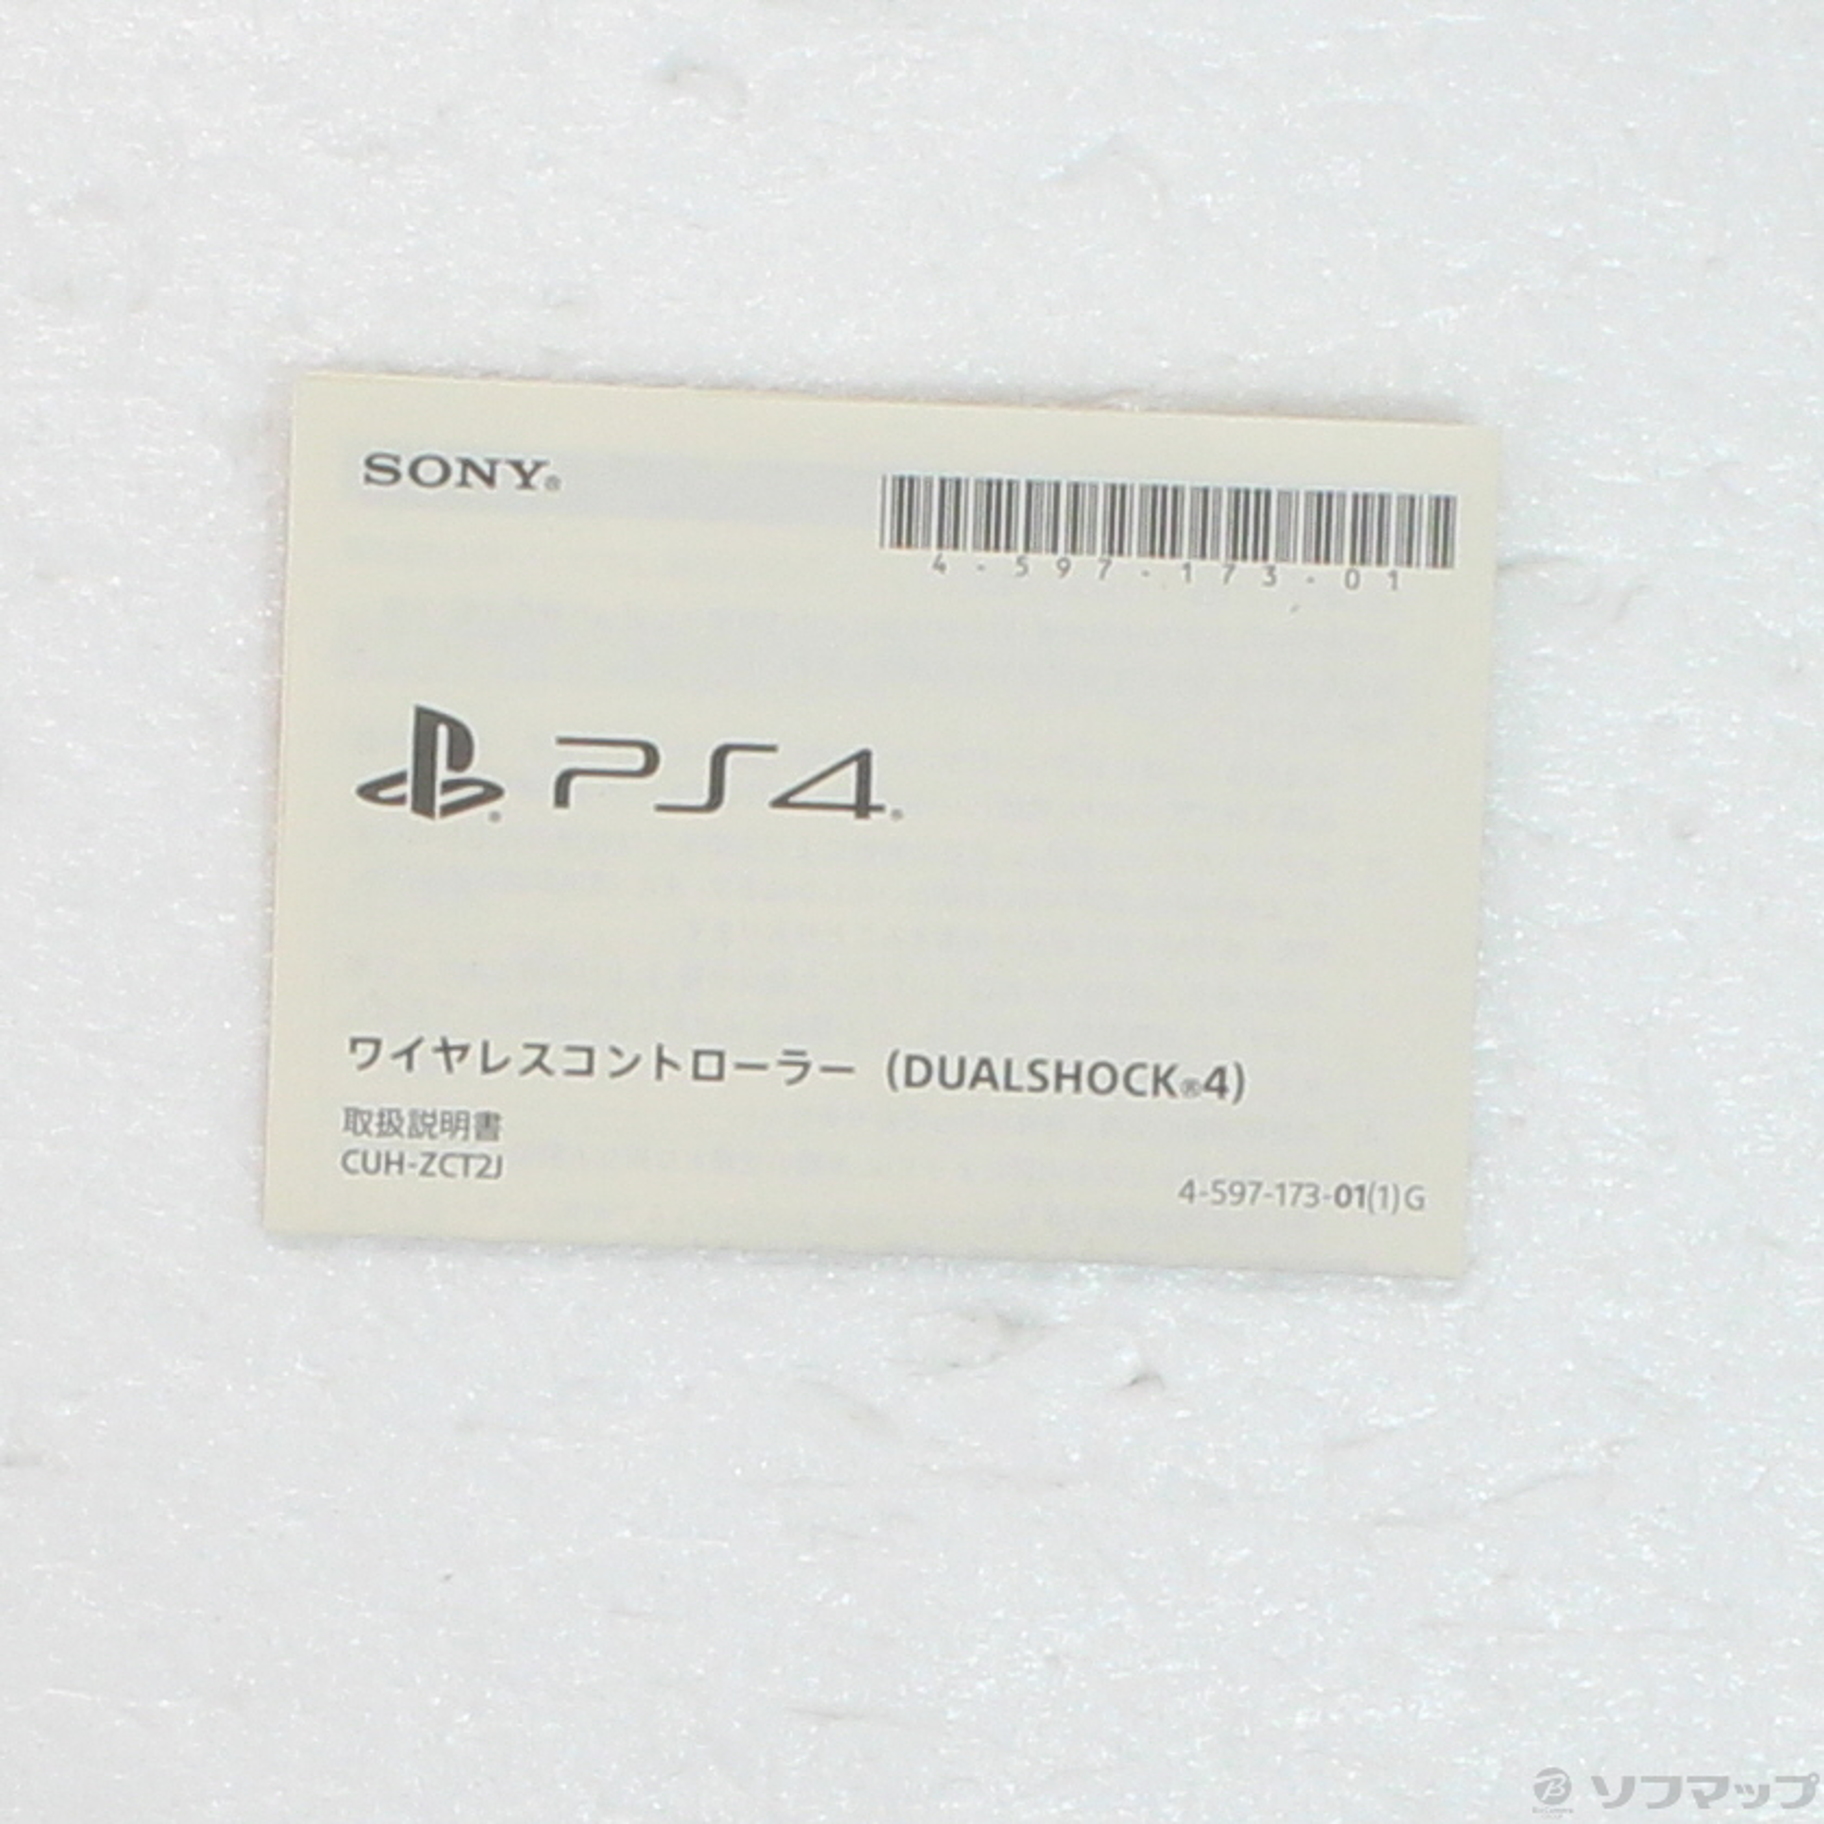 SONY®
4-597-173-01
PS4®
ワイヤレスコントローラー (DUALSHOCK®4)
取扱説明書
CUH-ZCT2J
4-597-173-01(1)G
ソフマップ